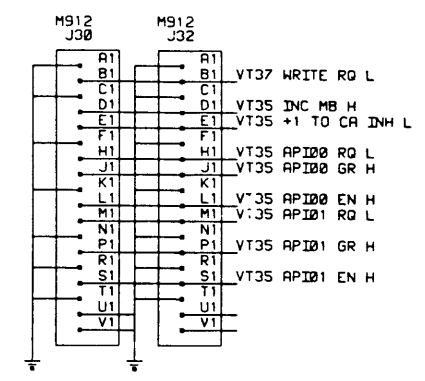 M912 M912
J30 J32
A1 A1
B1 B1 VT37 WRITE RQ L
C1 C1
D1 D1 VT35 INC MB H
E1 E1 VT35 +1 TO CA INH L
F1 F1
H1 H1 VT35 API00 RQ L
J1 J1 VT35 API00 GR H
K1 K1
L1 L1 VT35 API00 EN H
M1 M1 VT35 API01 RQ L
N1 N1
P1 P1 VT35 API01 GR H
R1 R1
S1 S1 VT35 API01 EN H
T1 T1
U1 U1
V1 V1